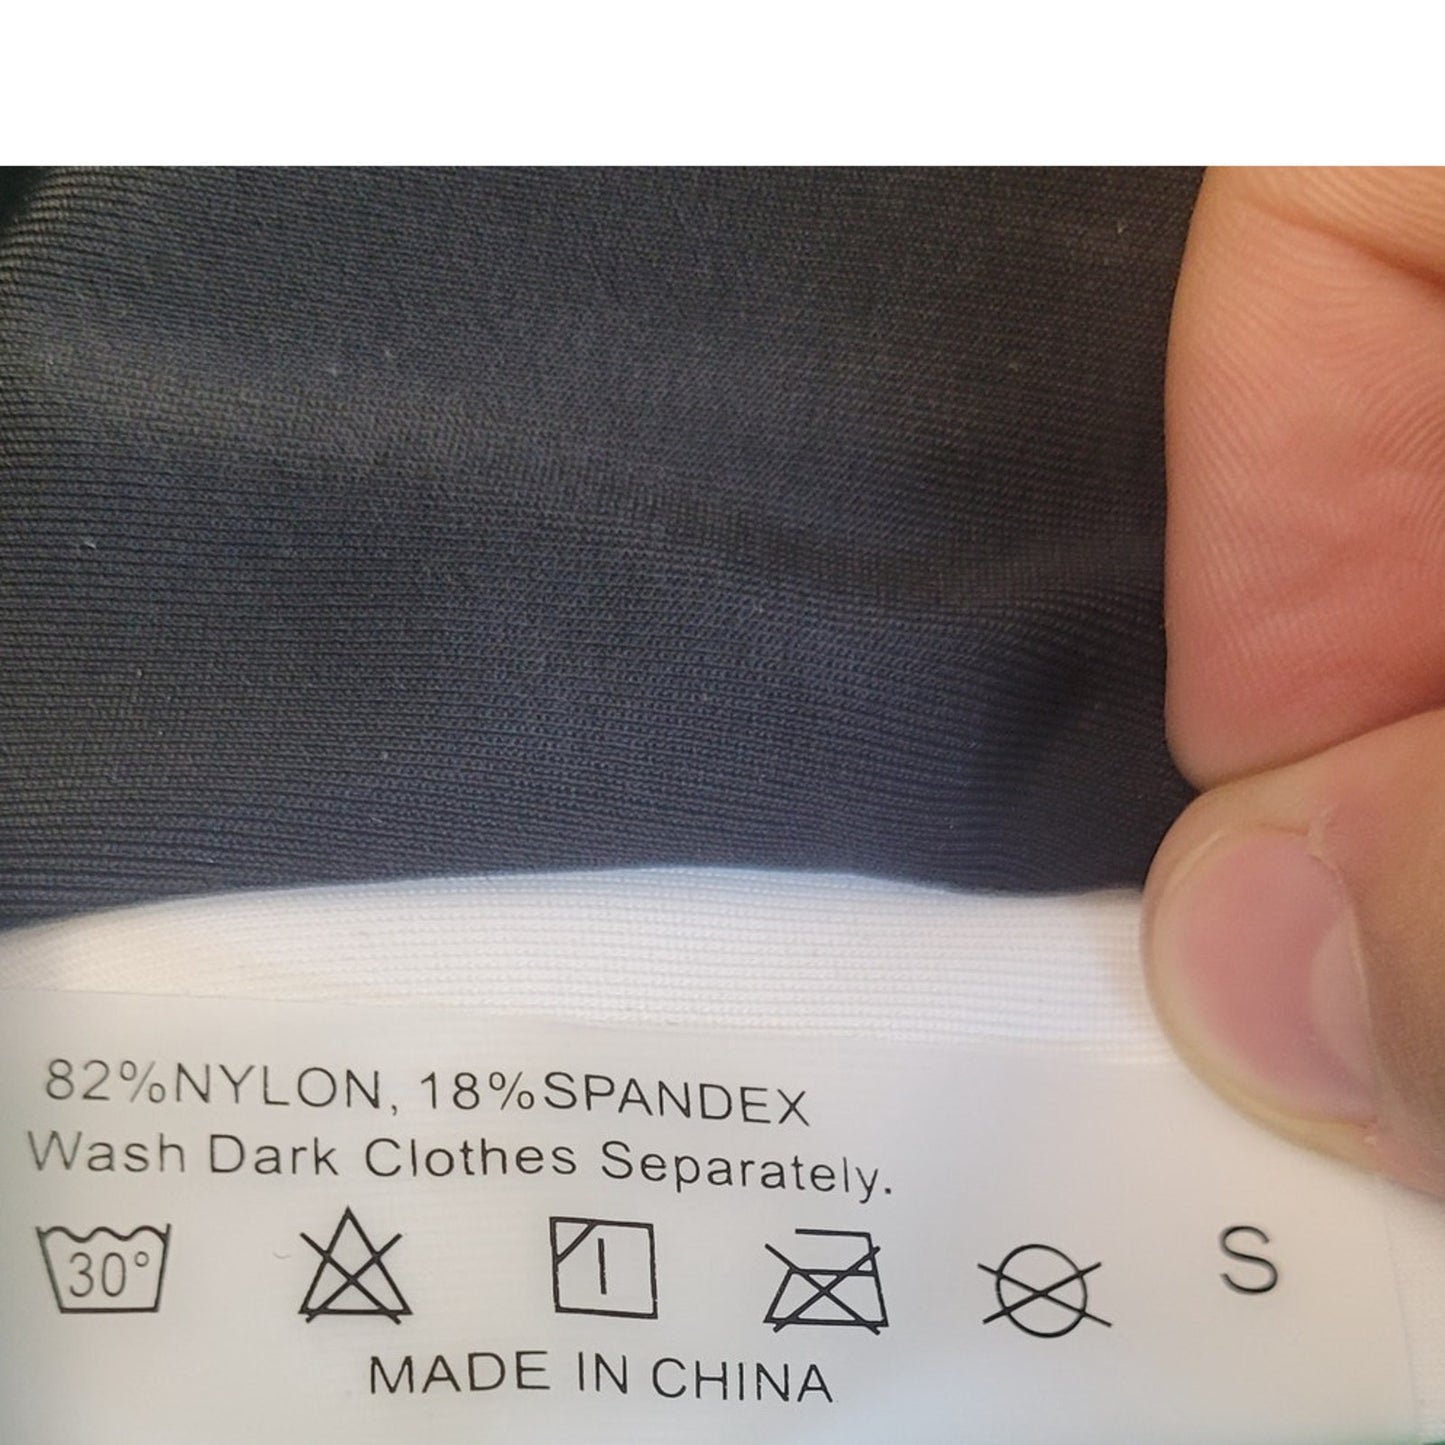 82%NYLON, 18%SPANDEX
Wash Dark Clothes Separately.
30°
S
MADE IN CHINA